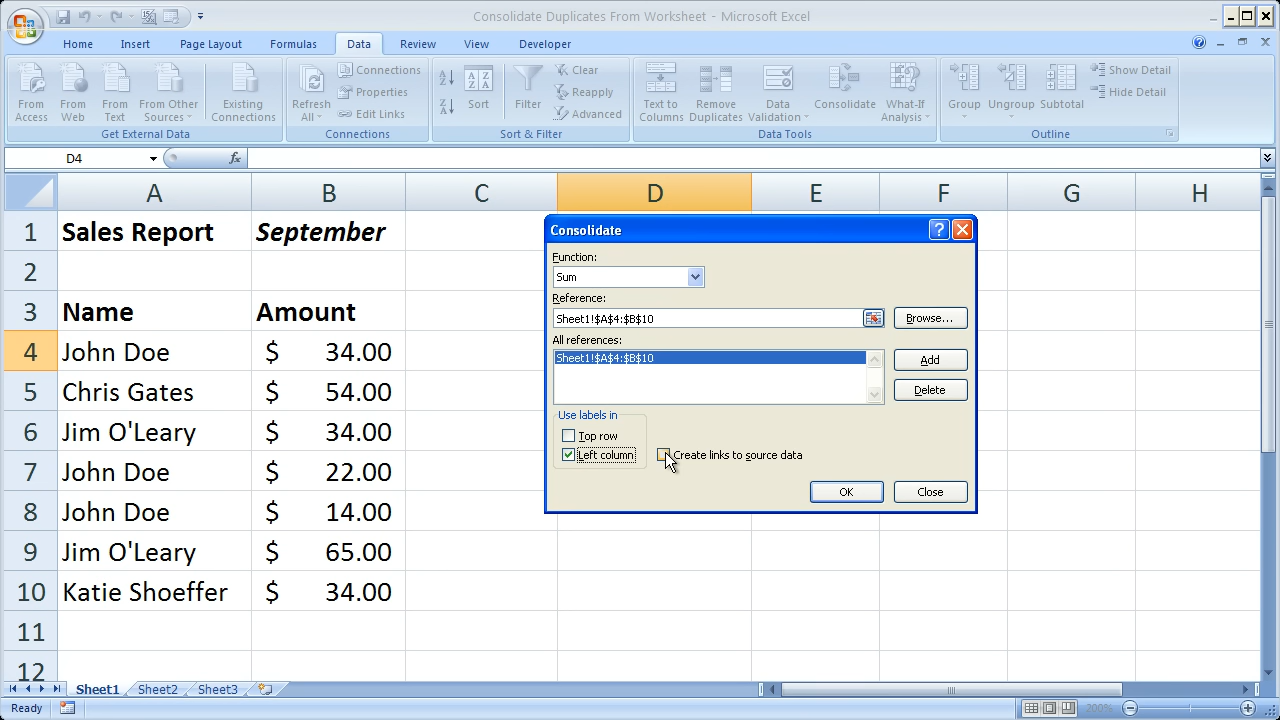 Consolidate Duplicates From Worksheet - Microsoft Excel
Home Insert Page Layout Formulas Data Review View Developer
From Access
From Web
From Text
From Other Sources
Existing Connections
Get External Data
Refresh All
Connections
Properties
Edit Links
Connections
Sort
Filter
Clear
Reapply
Advanced
Sort & Filter
Text to Columns
Remove Duplicates
Data Validation
Consolidate
What-If Analysis
Data Tools
Group
Ungroup
Subtotal
Show Detail
Hide Detail
Outline
D4 fx
A B C D E F G H
1 Sales Report September
2
3 Name Amount
4 John Doe $ 34.00
5 Chris Gates $ 54.00
6 Jim O'Leary $ 34.00
7 John Doe $ 22.00
8 John Doe $ 14.00
9 Jim O'Leary $ 65.00
10 Katie Shoeffer $ 34.00
11
12
Consolidate
Function:
Sum
Reference:
Sheet1!$A$4:$B$10 Browse...
All references:
Sheet1!$A$4:$B$10 Add
Delete
Use labels in
Top row
Left column Create links to source data
OK Close
Sheet1 Sheet2 Sheet3
Ready 200%